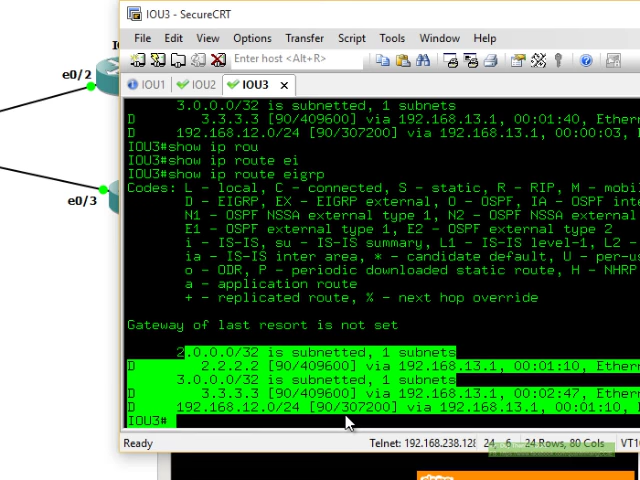 IOU3 - SecureCRT
File Edit View Options Transfer Script Tools Window Help
Enter host <Alt+R>
IOU1 IOU2 IOU3
e0/2
e0/3
3.0.0.0/32 is subnetted, 1 subnets
D 3.3.3.3 [90/409600] via 192.168.13.1, 00:01:40, Ethern
D 192.168.12.0/24 [90/307200] via 192.168.13.1, 00:00:03, Et
IOU3#show ip rou
IOU3#show ip route ei
IOU3#show ip route eigrp
Codes: L - local, C - connected, S - static, R - RIP, M - mobil
D - EIGRP, EX - EIGRP external, O - OSPF, IA - OSPF inte
N1 - OSPF NSSA external type 1, N2 - OSPF NSSA external
E1 - OSPF external type 1, E2 - OSPF external type 2
i - IS-IS, su - IS-IS summary, L1 - IS-IS level-1, L2 -
ia - IS-IS inter area, * - candidate default, U - per-us
o - ODR, P - periodic downloaded static route, H - NHRP
a - application route
+ - replicated route, % - next hop override
Gateway of last resort is not set
2.0.0.0/32 is subnetted, 1 subnets
D 2.2.2.2 [90/409600] via 192.168.13.1, 00:01:10, Ethern
3.0.0.0/32 is subnetted, 1 subnets
D 3.3.3.3 [90/409600] via 192.168.13.1, 00:02:47, Ethern
D 192.168.12.0/24 [90/307200] via 192.168.13.1, 00:01:10, Et
IOU3#
Ready Telnet: 192.168.238.128 24, 6 24 Rows, 80 Cols VT10